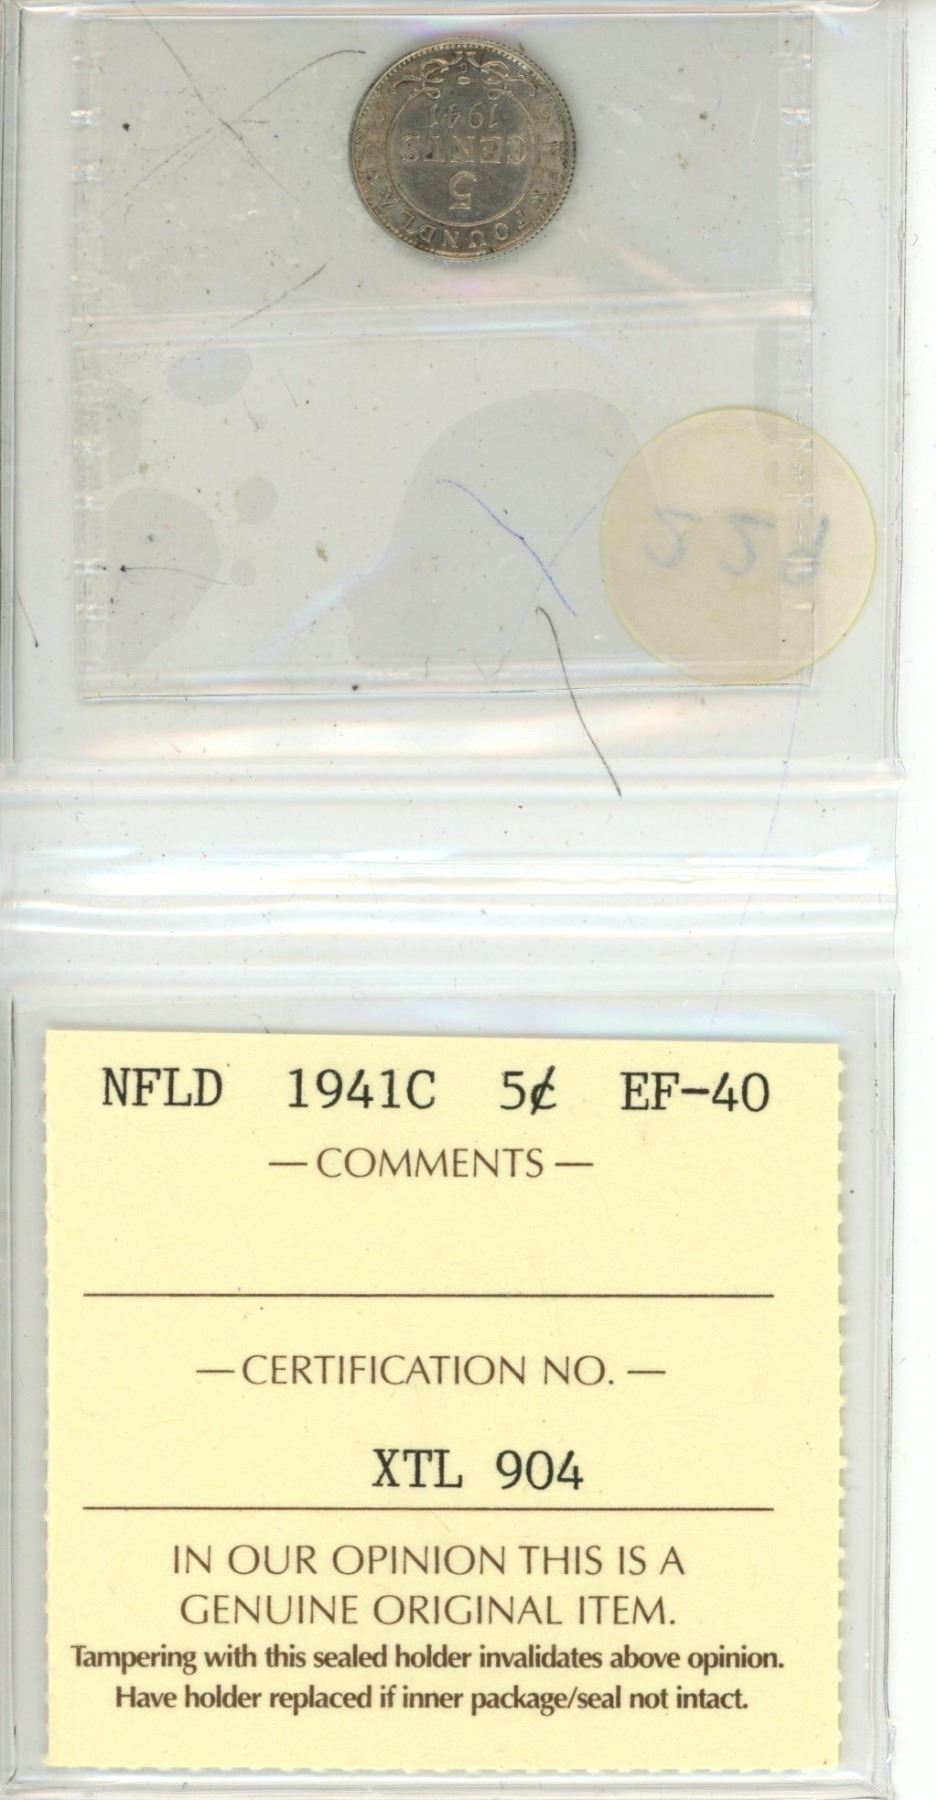 NEWFOUNDLAND
5
CENTS
1941
C
NFLD 1941C 5¢ EF-40
— COMMENTS —
— CERTIFICATION NO. —
XTL 904
IN OUR OPINION THIS IS A
GENUINE ORIGINAL ITEM.
Tampering with this sealed holder invalidates above opinion.
Have holder replaced if inner package/seal not intact.